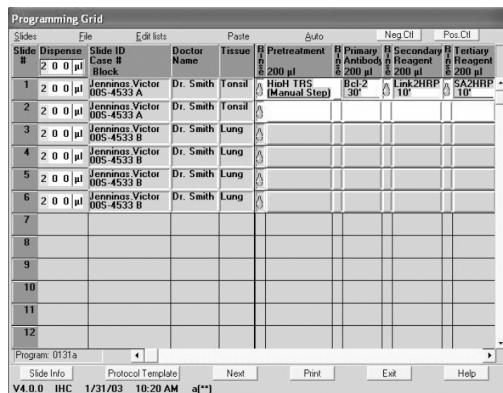 Programming Grid
Slides File Edit lists Paste Auto Neg.Ctl Pos.Ctl
Slide # Dispense 200 µl Slide ID Case # Block Doctor Name Tissue Rinse Pretreatment 200 µl Rinse Primary Antibody 200 µl Rinse Secondary Reagent 200 µl Rinse Tertiary Reagent 200 µl
1 200 µl Jennings,Victor 00S-4533 A Dr. Smith Tonsil HipH TRS (Manual Step) Bcl-2 30' Link2HRP 10' SA2HRP 10'
2 200 µl Jennings,Victor 00S-4533 A Dr. Smith Tonsil
3 200 µl Jennings,Victor 00S-4533 B Dr. Smith Lung
4 200 µl Jennings,Victor 00S-4533 B Dr. Smith Lung
5 200 µl Jennings,Victor 00S-4533 B Dr. Smith Lung
6 200 µl Jennings,Victor 00S-4533 B Dr. Smith Lung
7
8
9
10
11
12
Program: 0131a
Slide Info Protocol Template Next Print Exit Help
V4.0.0 IHC 1/31/03 10:20 AM a[**]